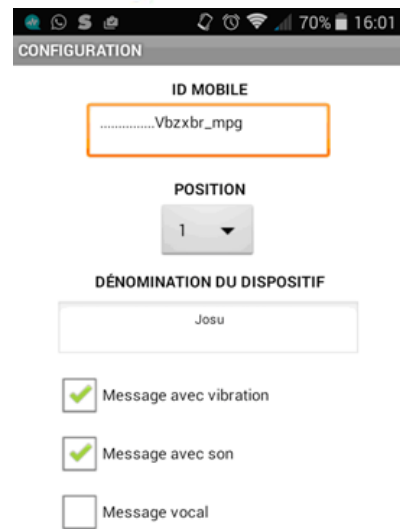 70% 16:01
CONFIGURATION
ID MOBILE
...............Vbzxbr_mpg
POSITION
1
DÉNOMINATION DU DISPOSITIF
Josu
Message avec vibration
Message avec son
Message vocal